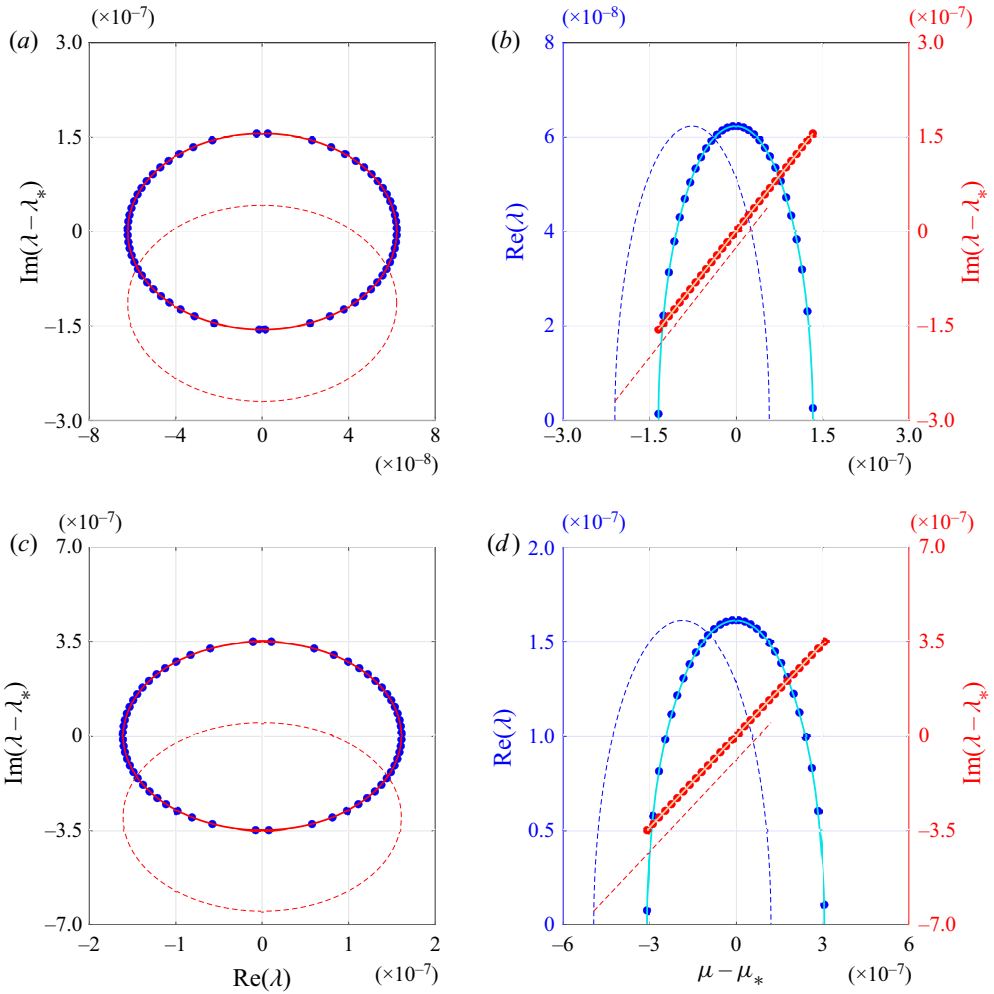 (×10–7)
(a)
3.0
1.5
0
–1.5
–3.0
Im(λ – λ*)
–8 –4 0 4 8
(×10–8)
(×10–8)
(×10–7)
(b)
8
6
4
2
0
Re(λ)
3.0
1.5
0
–1.5
–3.0
Im(λ – λ*)
–3.0 –1.5 0 1.5 3.0
(×10–7)
(×10–7)
(c)
7.0
3.5
0
–3.5
–7.0
Im(λ – λ*)
–2 –1 0 1 2
Re(λ) (×10–7)
(×10–7)
(×10–7)
(d)
2.0
1.5
1.0
0.5
0
Re(λ)
7.0
3.5
0
–3.5
–7.0
Im(λ – λ*)
–6 –3 0 3 6
μ – μ* (×10–7)